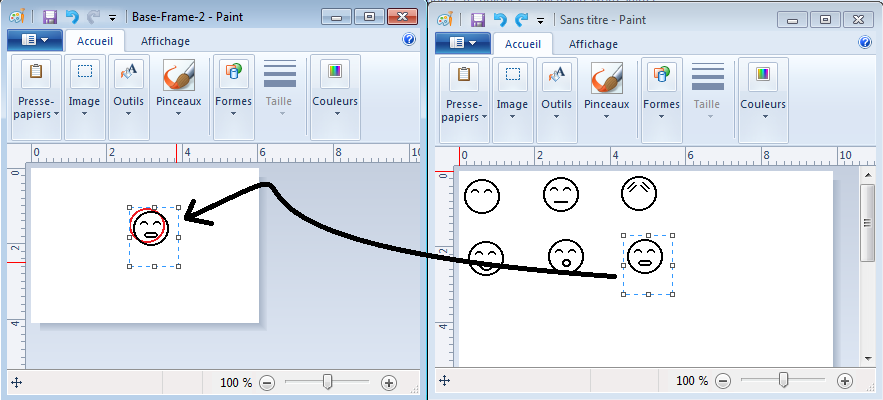 Base-Frame-2 - Paint
Accueil Affichage
Presse-
papiers
Image
Outils
Pinceaux
Formes
Taille
Couleurs
0 2 4 6 8 10
0
2
4
100 %
Sans titre - Paint
Accueil Affichage
Presse-
papiers
Image
Outils
Pinceaux
Formes
Taille
Couleurs
0 2 4 6 8 10
0
2
4
100 %